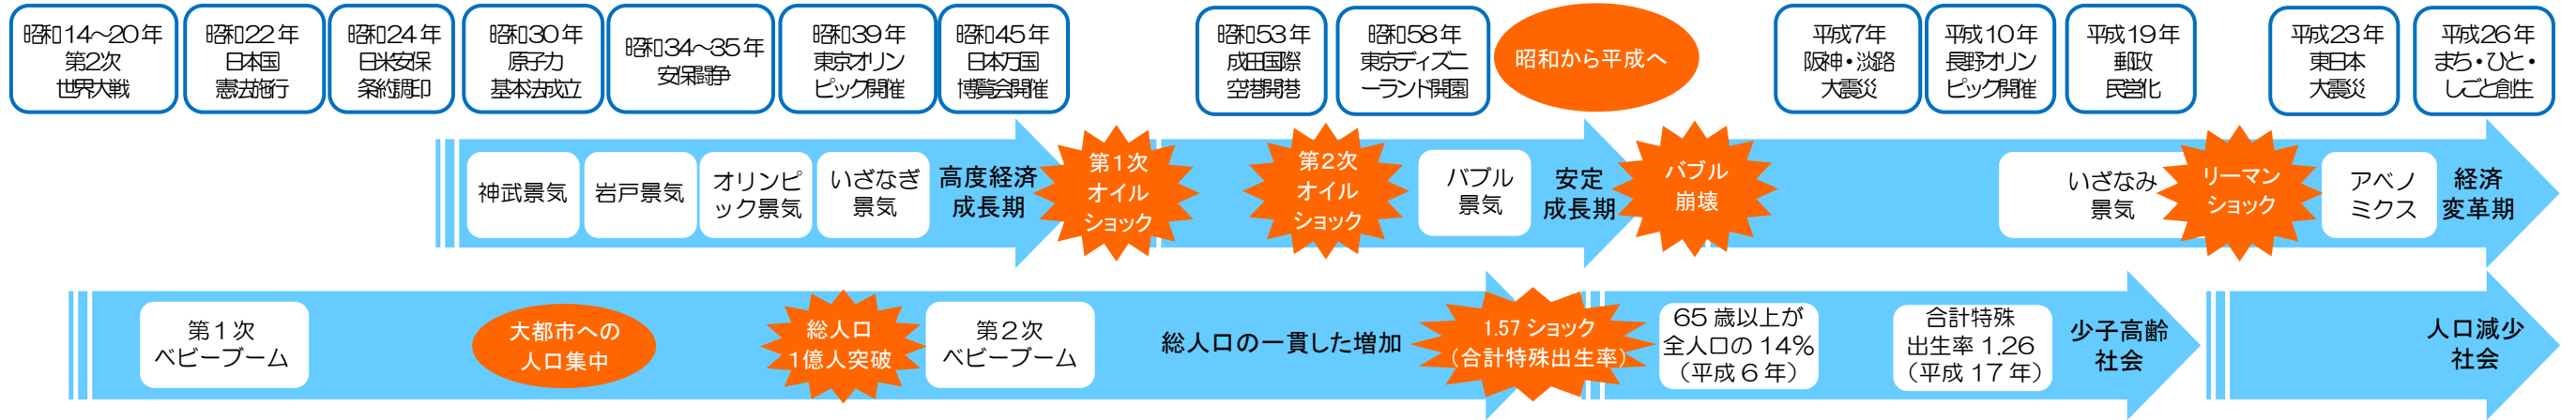 昭和14～20年
第2次
世界大戦
昭和22年
日本国
憲法施行
昭和24年
日米安保
条約調印
昭和30年
原子力
基本法成立
昭和34～35年
安保闘争
昭和39年
東京オリン
ピック開催
昭和45年
日本万国
博覧会開催
昭和53年
成田国際
空港開港
昭和58年
東京ディズニ
ーランド開園
昭和から平成へ
平成7年
阪神・淡路
大震災
平成10年
長野オリン
ピック開催
平成19年
郵政
民営化
平成23年
東日本
大震災
平成26年
まち・ひと・
しごと創生
神武景気
岩戸景気
オリンピ
ック景気
いざなぎ
景気
高度経済
成長期
第1次
オイル
ショック
第2次
オイル
ショック
バブル
景気
安定
成長期
バブル
崩壊
いざなみ
景気
リーマン
ショック
アベノ
ミクス
経済
変革期
第1次
ベビーブーム
大都市への
人口集中
総人口
1億人突破
第2次
ベビーブーム
総人口の一貫した増加
1.57 ショック
（合計特殊出生率）
65 歳以上が
全人口の 14%
（平成 6 年）
合計特殊
出生率 1.26
（平成 17 年）
少子高齢
社会
人口減少
社会